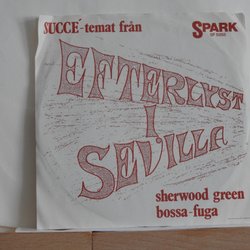 SUCCÉ-temat från
SPARK
EFTERLYST
I
SEVILLA
sherwood green
bossa-fuga